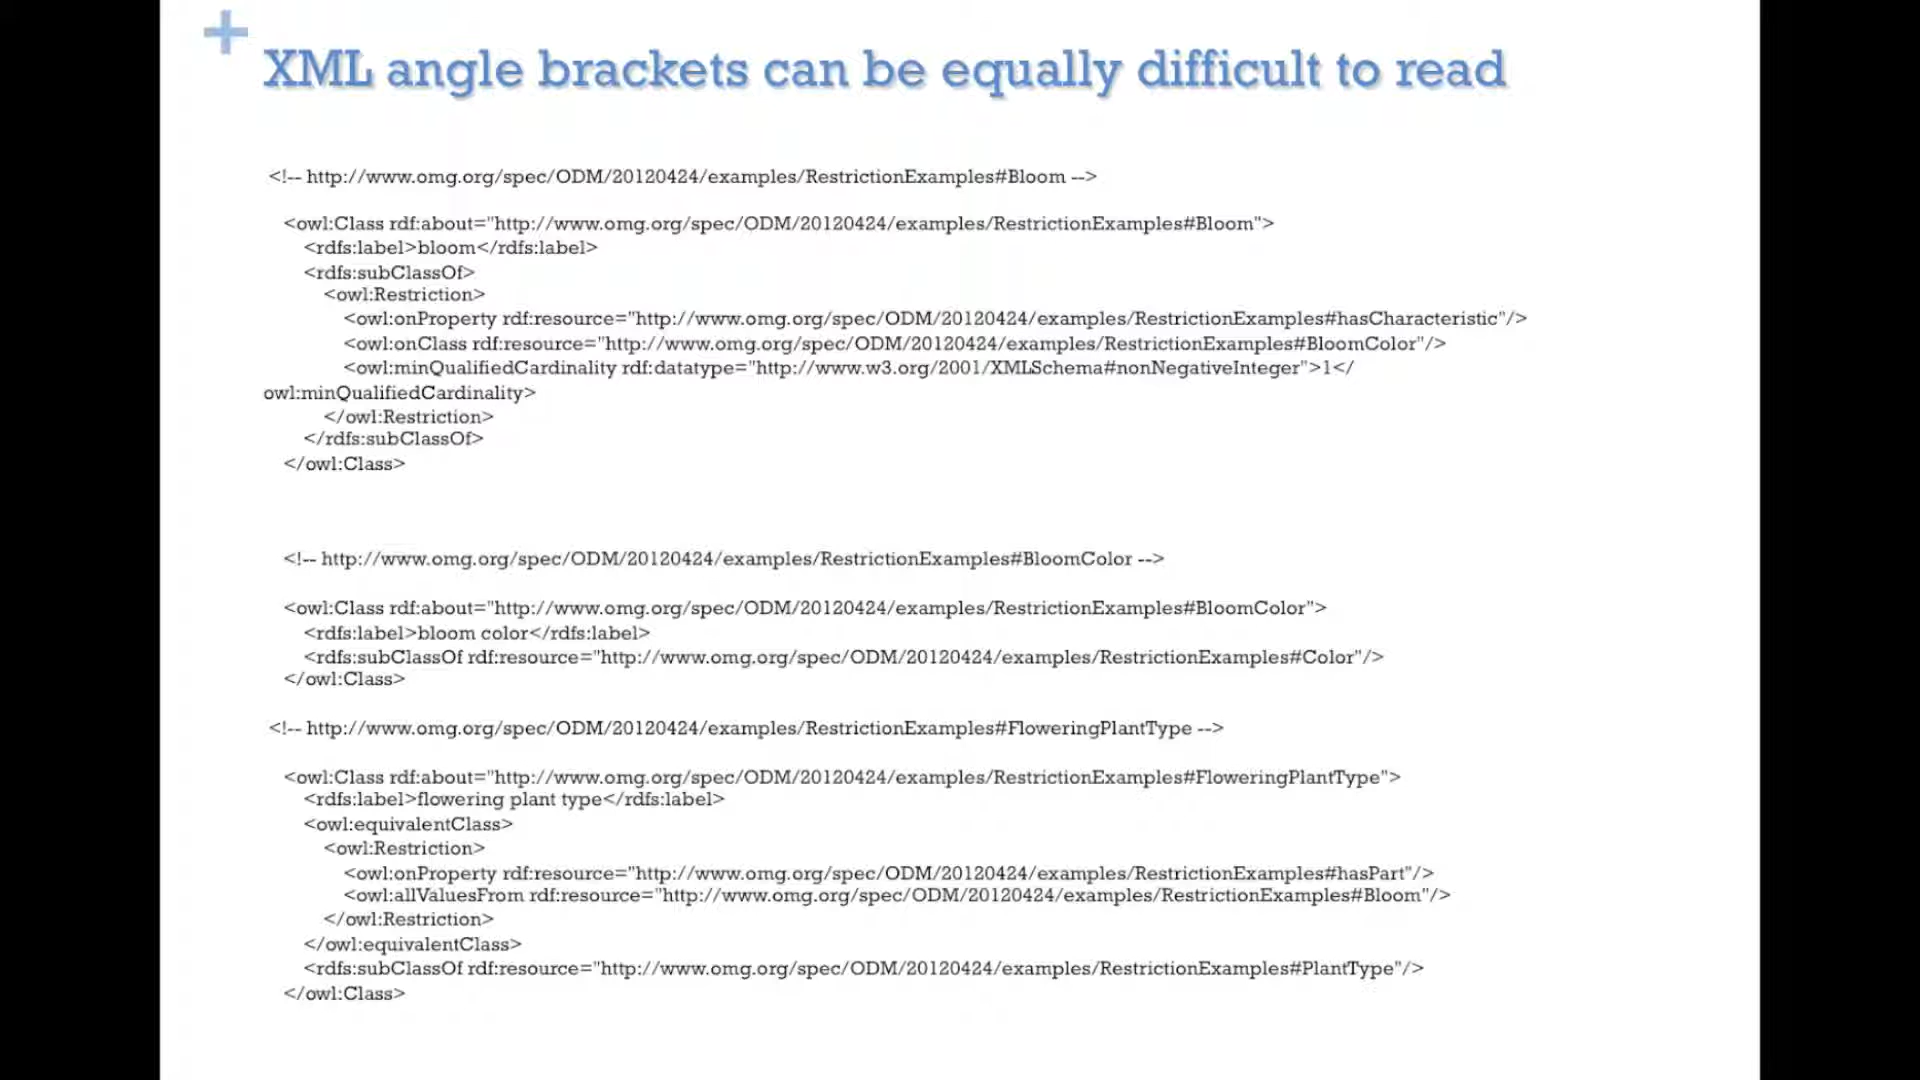 XML angle brackets can be equally difficult to read
<!-- http://www.omg.org/spec/ODM/20120424/examples/RestrictionExamples#Bloom -->
<owl:Class rdf:about="http://www.omg.org/spec/ODM/20120424/examples/RestrictionExamples#Bloom">
<rdfs:label>bloom</rdfs:label>
<rdfs:subClassOf>
<owl:Restriction>
<owl:onProperty rdf:resource="http://www.omg.org/spec/ODM/20120424/examples/RestrictionExamples#hasCharacteristic"/>
<owl:onClass rdf:resource="http://www.omg.org/spec/ODM/20120424/examples/RestrictionExamples#BloomColor"/>
<owl:minQualifiedCardinality rdf:datatype="http://www.w3.org/2001/XMLSchema#nonNegativeInteger">1</
owl:minQualifiedCardinality>
</owl:Restriction>
</rdfs:subClassOf>
</owl:Class>
<!-- http://www.omg.org/spec/ODM/20120424/examples/RestrictionExamples#BloomColor -->
<owl:Class rdf:about="http://www.omg.org/spec/ODM/20120424/examples/RestrictionExamples#BloomColor">
<rdfs:label>bloom color</rdfs:label>
<rdfs:subClassOf rdf:resource="http://www.omg.org/spec/ODM/20120424/examples/RestrictionExamples#Color"/>
</owl:Class>
<!-- http://www.omg.org/spec/ODM/20120424/examples/RestrictionExamples#FloweringPlantType -->
<owl:Class rdf:about="http://www.omg.org/spec/ODM/20120424/examples/RestrictionExamples#FloweringPlantType">
<rdfs:label>flowering plant type</rdfs:label>
<owl:equivalentClass>
<owl:Restriction>
<owl:onProperty rdf:resource="http://www.omg.org/spec/ODM/20120424/examples/RestrictionExamples#hasPart"/>
<owl:allValuesFrom rdf:resource="http://www.omg.org/spec/ODM/20120424/examples/RestrictionExamples#Bloom"/>
</owl:Restriction>
</owl:equivalentClass>
<rdfs:subClassOf rdf:resource="http://www.omg.org/spec/ODM/20120424/examples/RestrictionExamples#PlantType"/>
</owl:Class>